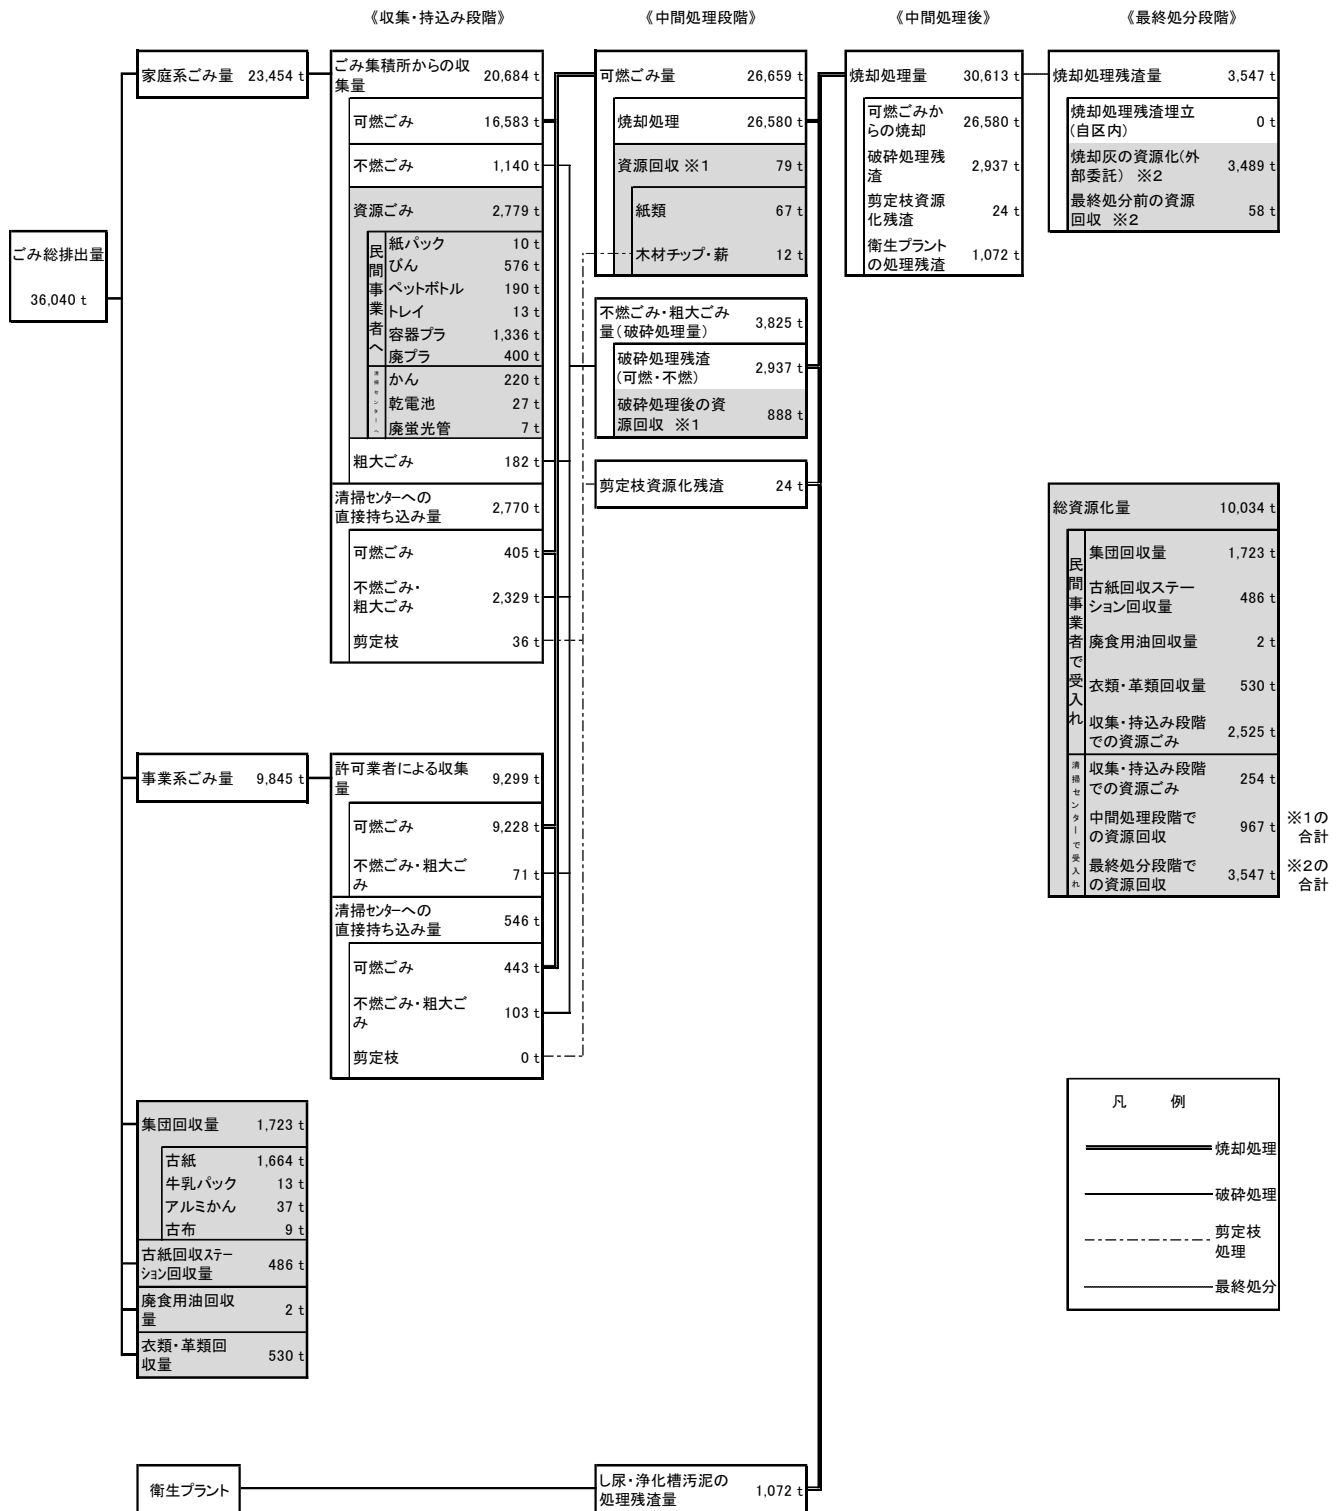 《収集・持込み段階》
《中間処理段階》
《中間処理後》
《最終処分段階》
ごみ総排出量
36,040 t
家庭系ごみ量 23,454 t
事業系ごみ量 9,845 t
集団回収量 1,723 t
古紙 1,664 t
牛乳パック 13 t
アルミかん 37 t
古布 9 t
古紙回収ステー
ション回収量 486 t
廃食用油回収
量 2 t
衣類・革類回
収量 530 t
衛生プラント
ごみ集積所からの収
集量 20,684 t
可燃ごみ 16,583 t
不燃ごみ 1,140 t
資源ごみ 2,779 t
民間事業者へ
紙パック 10 t
びん 576 t
ペットボトル 190 t
トレイ 13 t
容器プラ 1,336 t
廃プラ 400 t
清掃センターへ
かん 220 t
乾電池 27 t
廃蛍光管 7 t
粗大ごみ 182 t
清掃センターへの
直接持ち込み量 2,770 t
可燃ごみ 405 t
不燃ごみ・
粗大ごみ 2,329 t
剪定枝 36 t
許可業者による収集
量 9,299 t
可燃ごみ 9,228 t
不燃ごみ・粗大ご
み 71 t
清掃センターへの
直接持ち込み量 546 t
可燃ごみ 443 t
不燃ごみ・粗大ご
み 103 t
剪定枝 0 t
可燃ごみ量 26,659 t
焼却処理 26,580 t
資源回収 ※1 79 t
紙類 67 t
木材チップ・薪 12 t
不燃ごみ・粗大ごみ
量(破砕処理量) 3,825 t
破砕処理残渣
(可燃・不燃) 2,937 t
破砕処理後の資
源回収 ※1 888 t
剪定枝資源化残渣 24 t
し尿・浄化槽汚泥の
処理残渣量 1,072 t
焼却処理量 30,613 t
可燃ごみか
らの焼却 26,580 t
破砕処理残
渣 2,937 t
剪定枝資源
化残渣 24 t
衛生プラント
の処理残渣 1,072 t
焼却処理残渣量 3,547 t
焼却処理残渣埋立
(自区内) 0 t
焼却灰の資源化(外
部委託) ※2 3,489 t
最終処分前の資源
回収 ※2 58 t
総資源化量 10,034 t
民間事業者で受入れ
集団回収量 1,723 t
古紙回収ステー
ション回収量 486 t
廃食用油回収量 2 t
衣類・革類回収量 530 t
収集・持込み段階
での資源ごみ 2,525 t
清掃センターで受入れ
収集・持込み段階
での資源ごみ 254 t
中間処理段階で
の資源回収 967 t
※1の
合計
最終処分段階で
の資源回収 3,547 t
※2の
合計
凡 例
焼却処理
破砕処理
剪定枝
処理
最終処分